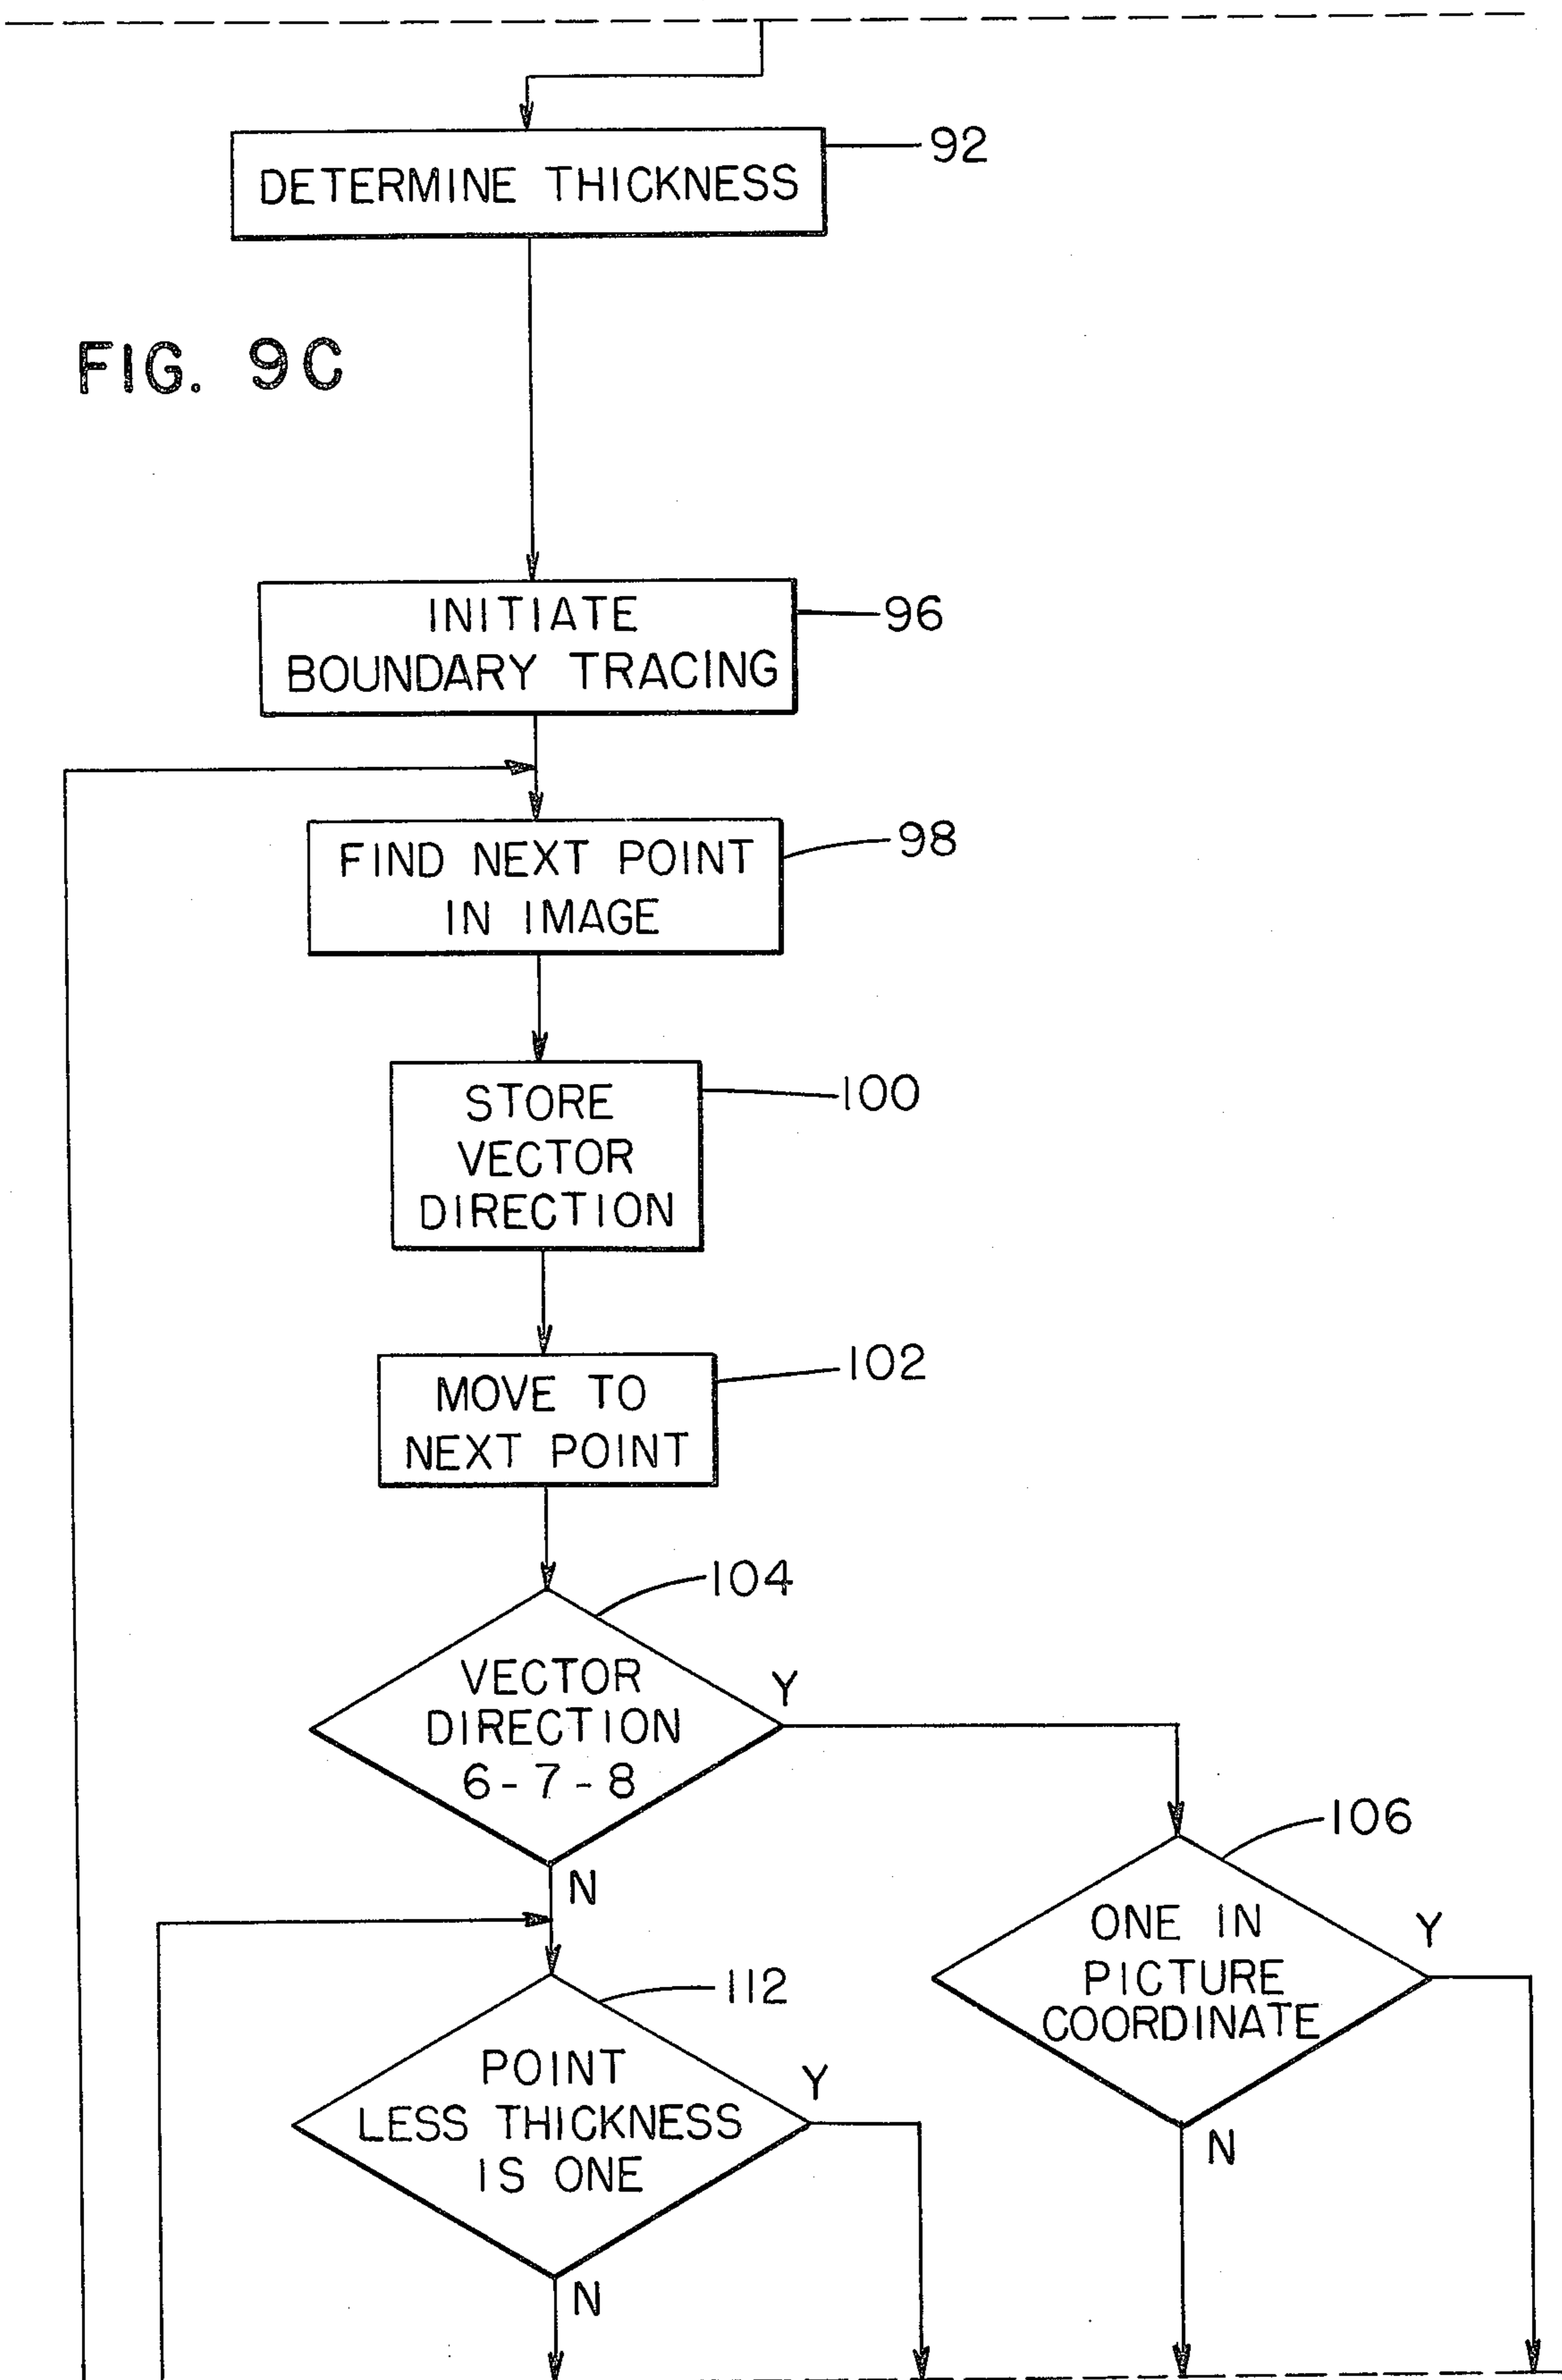 92
DETERMINE THICKNESS
FIG. 9C
INITIATE
BOUNDARY TRACING
96
FIND NEXT POINT
IN IMAGE
98
STORE
VECTOR
DIRECTION
100
MOVE TO
NEXT POINT
102
104
VECTOR
DIRECTION
6-7-8
Y
N
106
ONE IN
PICTURE
COORDINATE
Y
N
112
POINT
LESS THICKNESS
IS ONE
Y
N